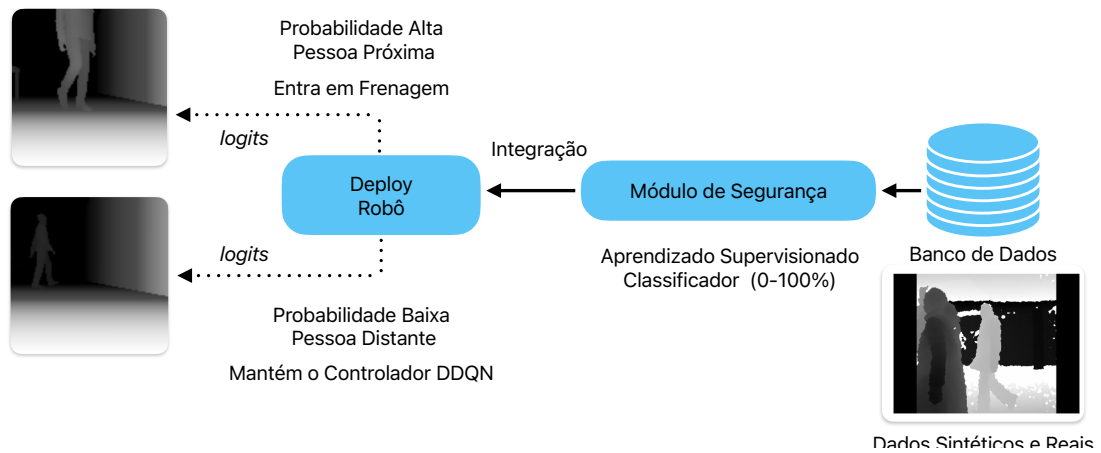 Probabilidade Alta
Pessoa Próxima
Entra em Frenagem
logits
Deploy
Robô
logits
Probabilidade Baixa
Pessoa Distante
Mantém o Controlador DDQN
Integração
Módulo de Segurança
Aprendizado Supervisionado
Classificador (0-100%)
Banco de Dados
Dados Sintéticos e Reais